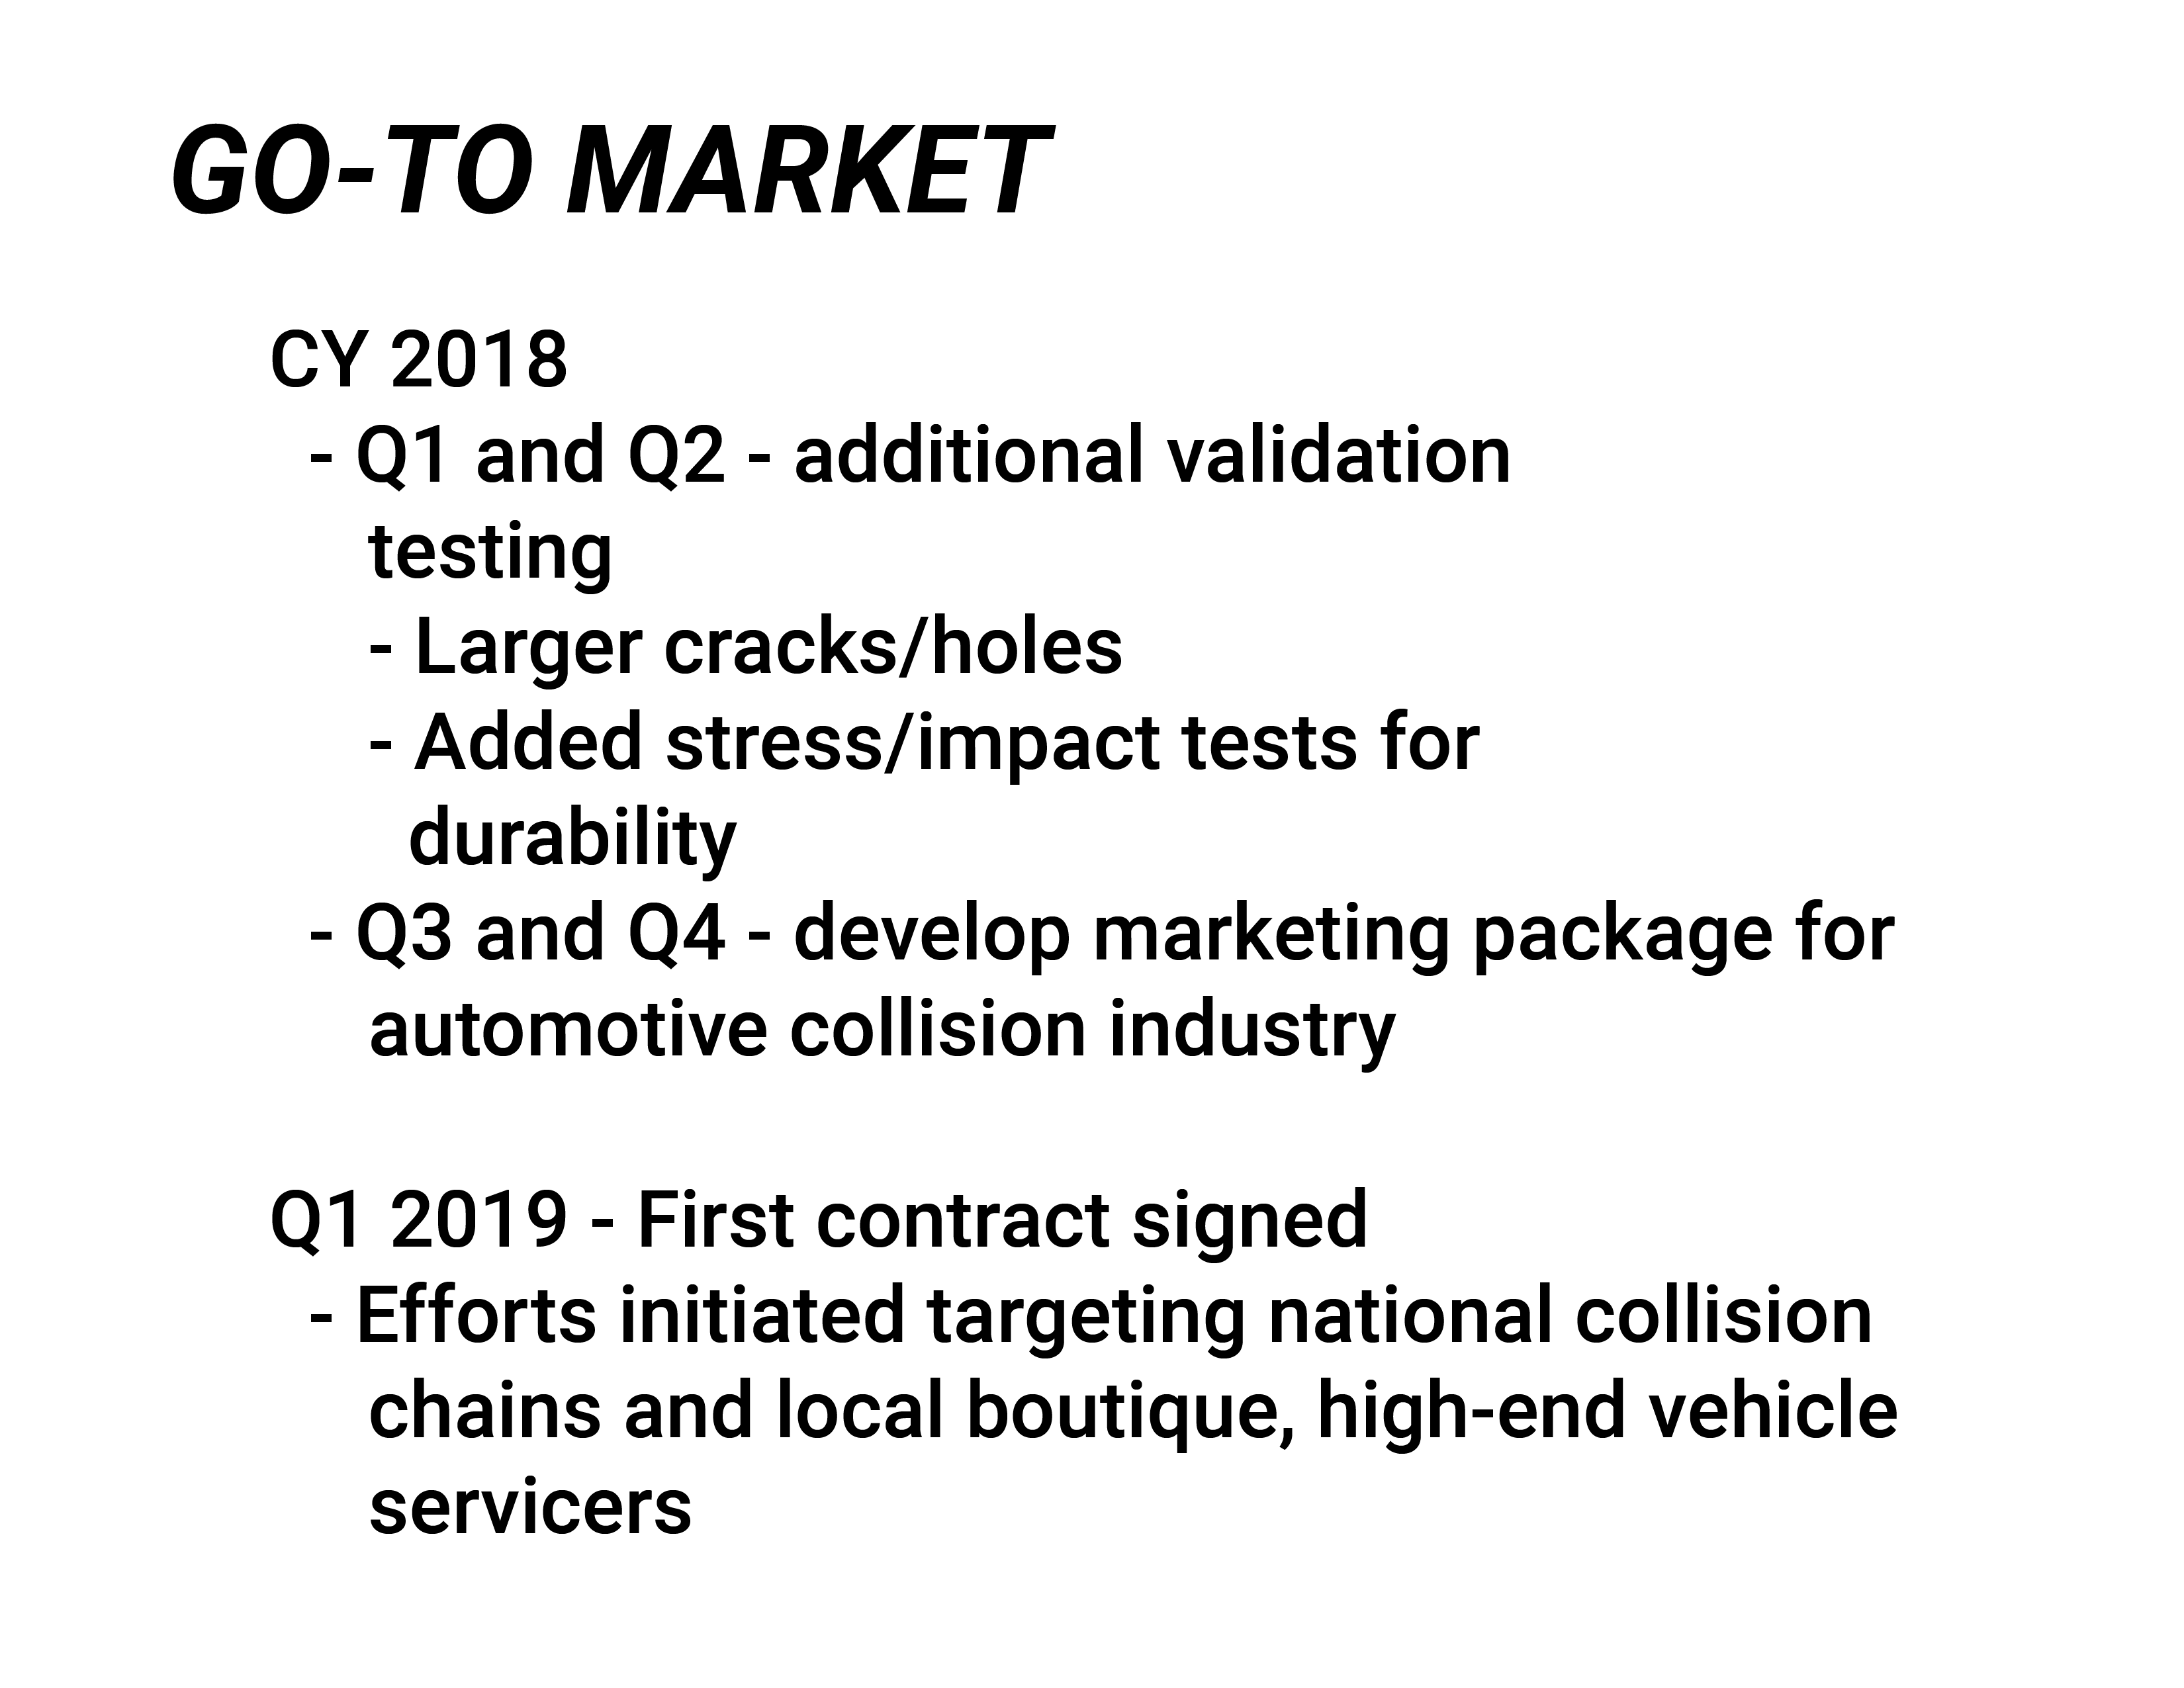 GO-TO MARKET
CY 2018
- Q1 and Q2 - additional validation
testing
- Larger cracks/holes
- Added stress/impact tests for
durability
- Q3 and Q4 - develop marketing package for
automotive collision industry
Q1 2019 - First contract signed
- Efforts initiated targeting national collision
chains and local boutique, high-end vehicle
servicers